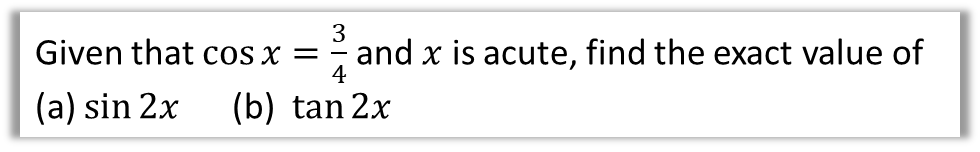 Given that cos x = 3/4 and x is acute, find the exact value of
(a) sin 2x (b) tan 2x